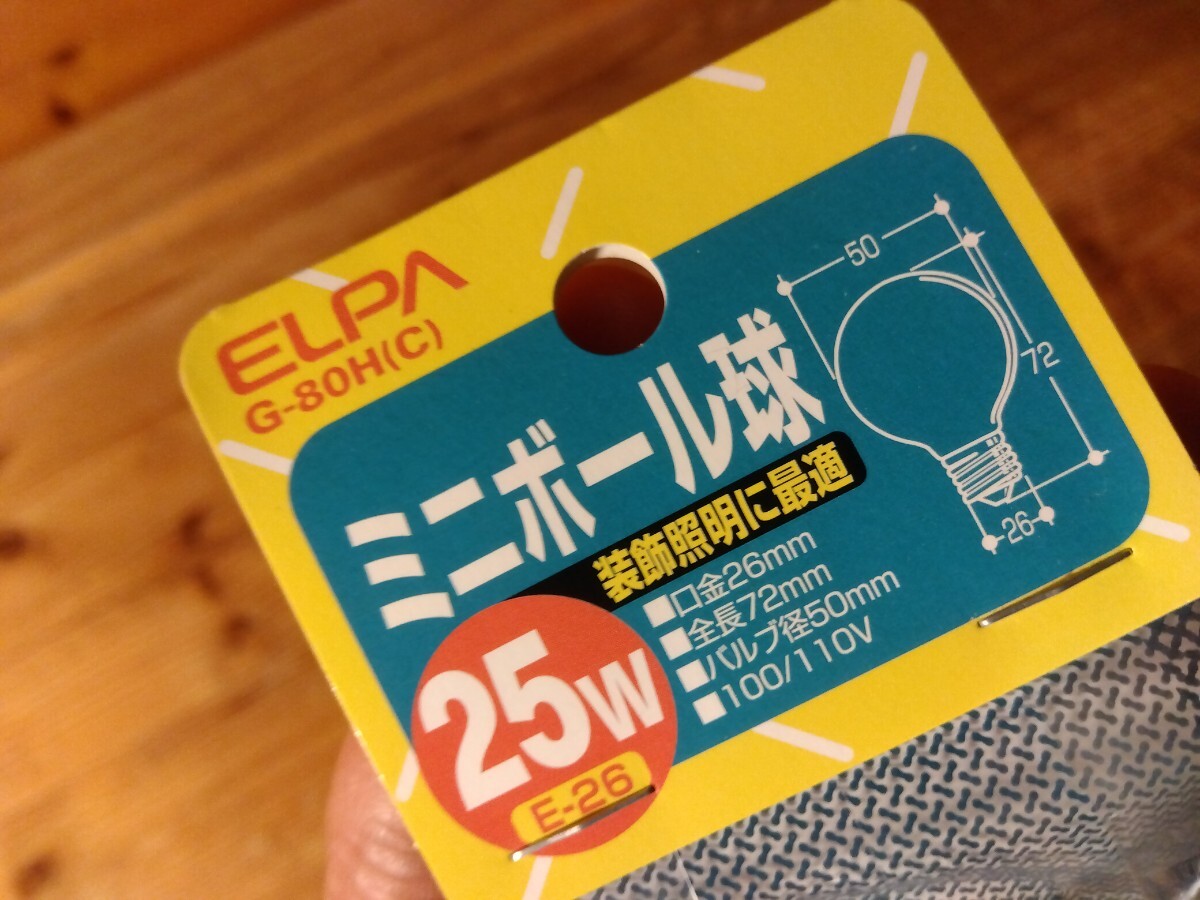 ELPA
G-80H(C)
ミニボール球
装飾照明に最適
■口金26mm
■全長72mm
■バルブ径50mm
■100/110V
25W
E-26
50
72
26